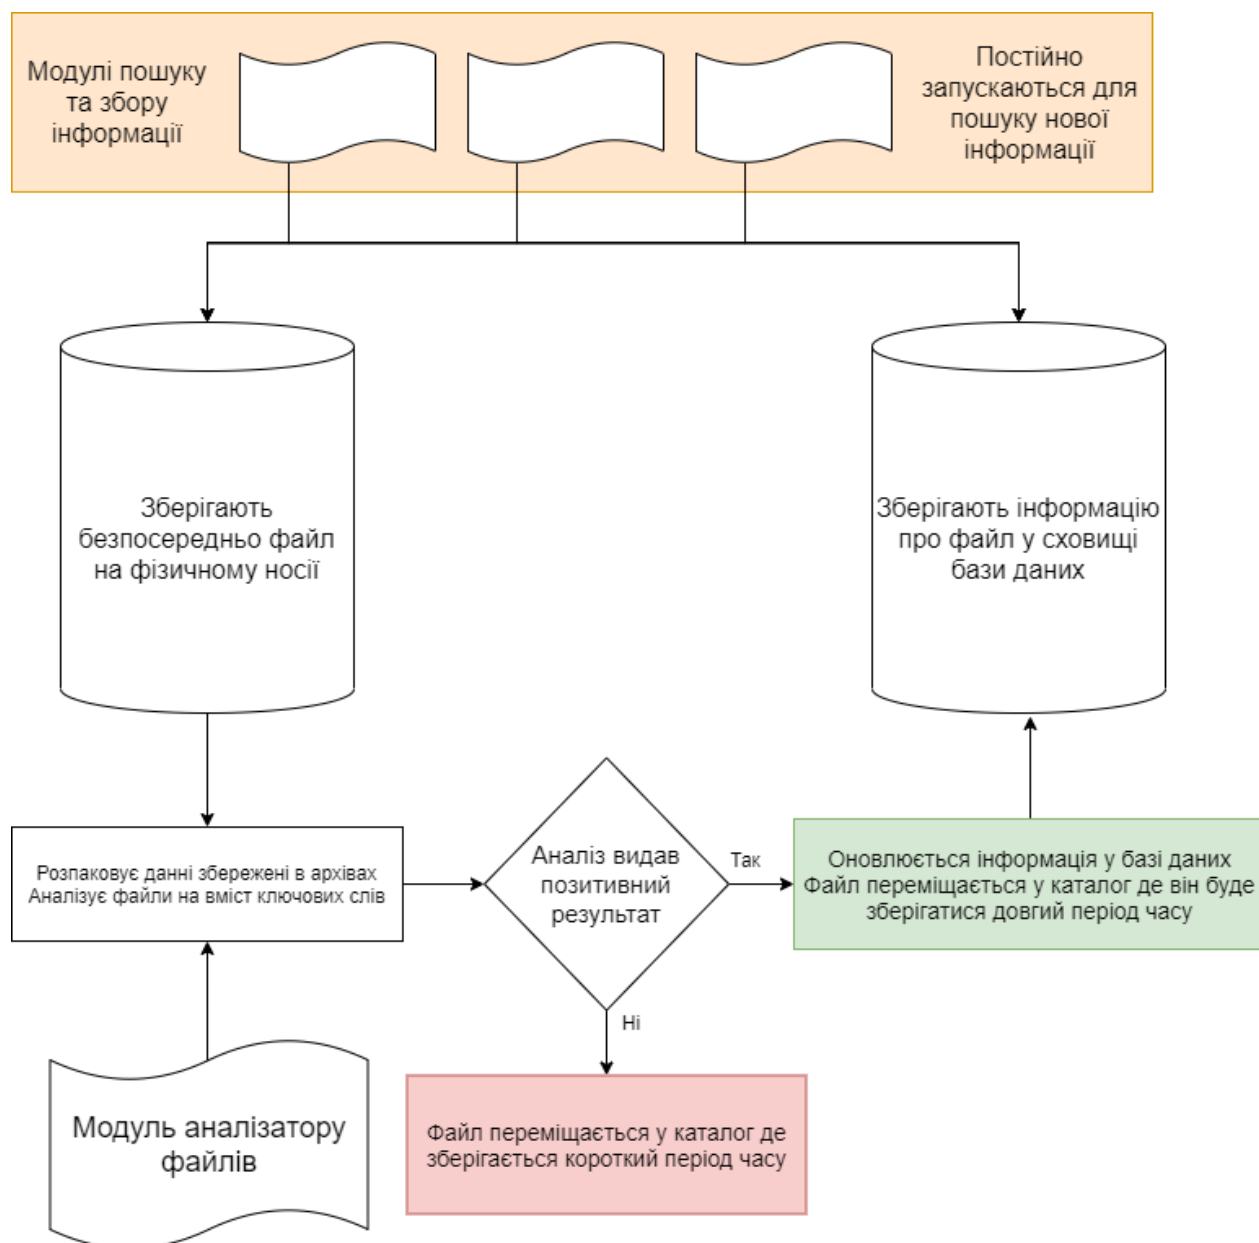 Модулі пошуку
та збору
інформації
Постійно
запускаються для
пошуку нової
інформації
Зберігають
безпосередньо файл
на фізичному носії
Зберігають інформацію
про файл у сховищі
бази даних
Розпаковує данні збережені в архівах
Аналізує файли на вміст ключових слів
Аналіз видав
позитивний
результат
Так
Оновлюється інформація у базі даних
Файл переміщається у каталог де він буде
зберігатися довгий період часу
Ні
Модуль аналізатору
файлів
Файл переміщається у каталог де
зберігається короткий період часу